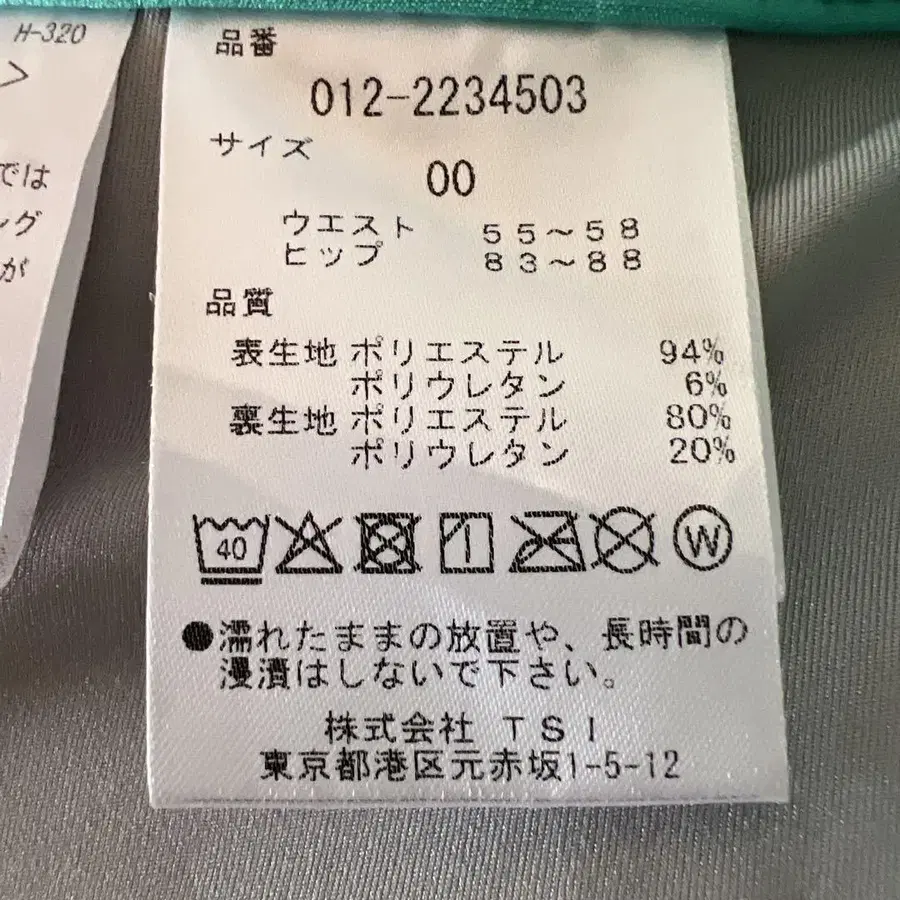 H-320
では
ング
が
品番
012-2234503
サイズ
00
ウエスト 55～58
ヒップ 83～88
品質
表生地 ポリエステル 94%
ポリウレタン 6%
裏生地 ポリエステル 80%
ポリウレタン 20%
40 W
●濡れたままの放置や、長時間の
浸漬はしないで下さい。
株式会社 TSI
東京都港区元赤坂1-5-12